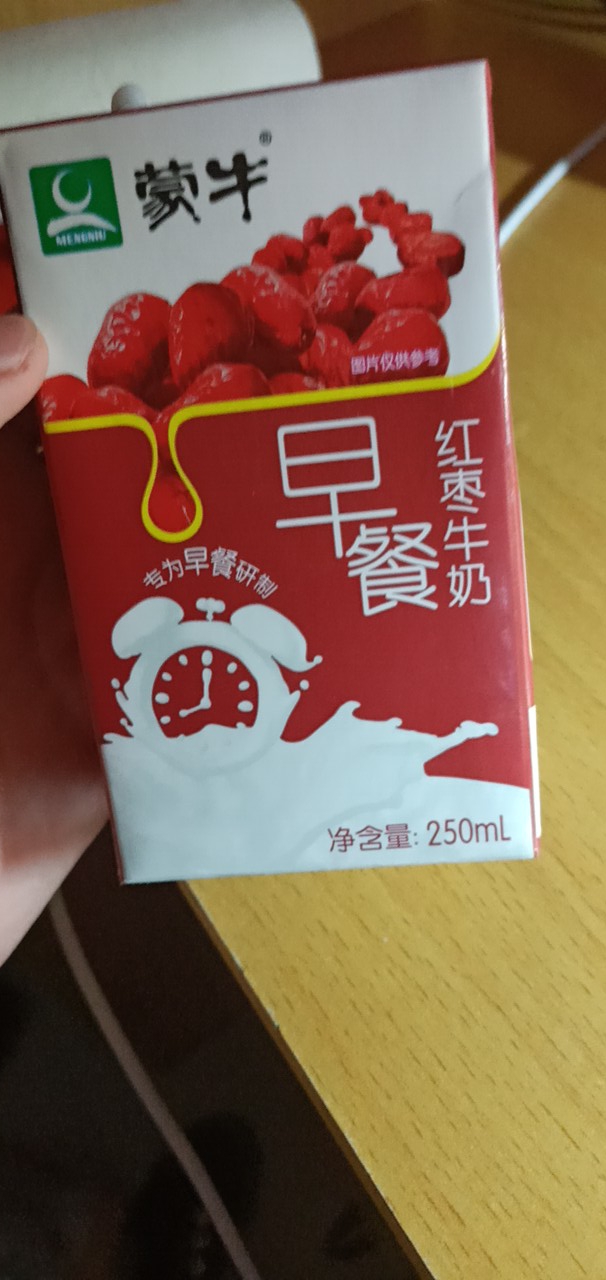 蒙牛®
MENGNIU
图片仅供参考
早餐
红枣牛奶
专为早餐研制
净含量: 250mL